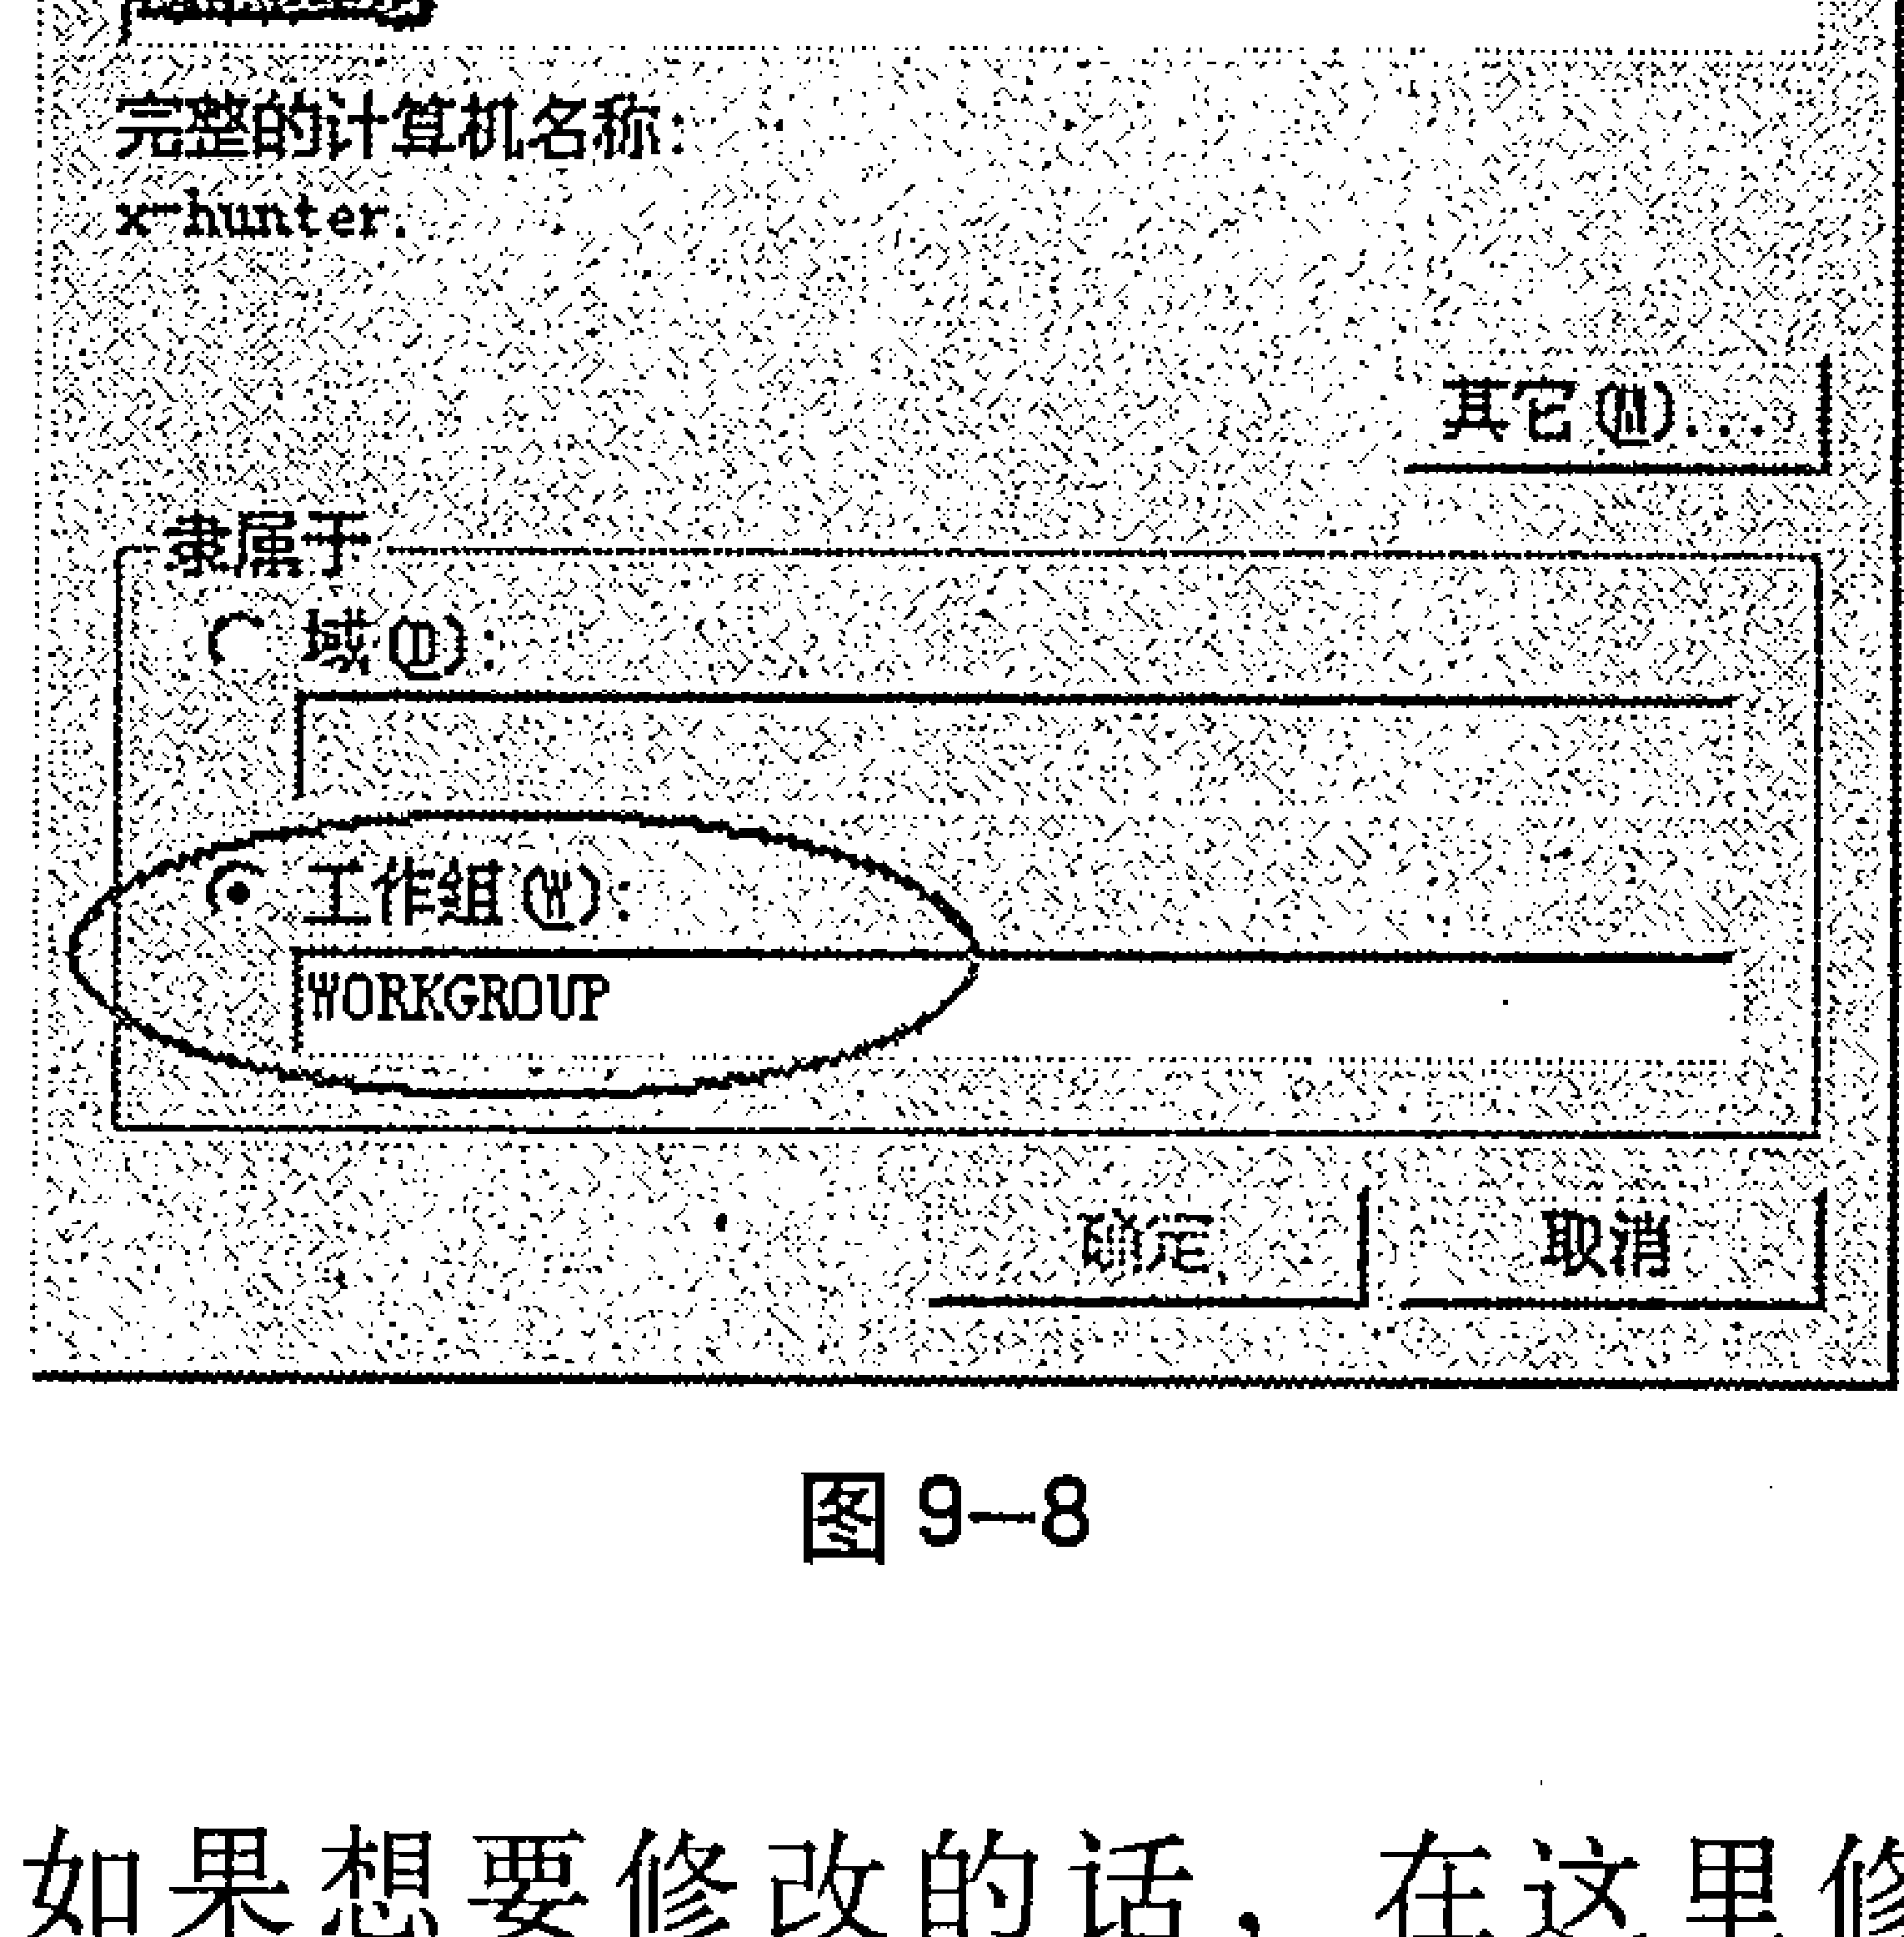 完整的计算机名称:
x-hunter.
其它(M)...
隶属于
域(D):
工作组(W):
WORKGROUP
确定 取消
图 9—8
如果想要修改的话，在这里修